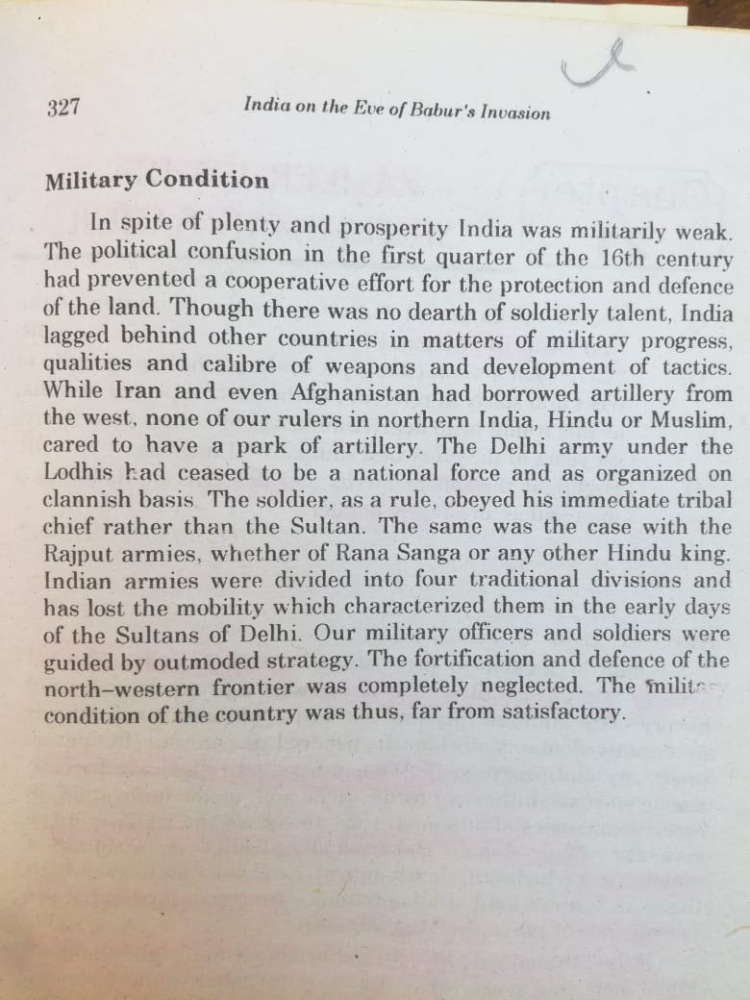 327
India on the Eve of Babur's Invasion
Military Condition
In spite of plenty and prosperity India was militarily weak.
The political confusion in the first quarter of the 16th century
had prevented a cooperative effort for the protection and defence
of the land. Though there was no dearth of soldierly talent, India
lagged behind other countries in matters of military progress,
qualities and calibre of weapons and development of tactics.
While Iran and even Afghanistan had borrowed artillery from
the west, none of our rulers in northern India, Hindu or Muslim,
cared to have a park of artillery. The Delhi army under the
Lodhis had ceased to be a national force and as organized on
clannish basis. The soldier, as a rule, obeyed his immediate tribal
chief rather than the Sultan. The same was the case with the
Rajput armies, whether of Rana Sanga or any other Hindu king.
Indian armies were divided into four traditional divisions and
has lost the mobility which characterized them in the early days
of the Sultans of Delhi. Our military officers and soldiers were
guided by outmoded strategy. The fortification and defence of the
north–western frontier was completely neglected. The military
condition of the country was thus, far from satisfactory.